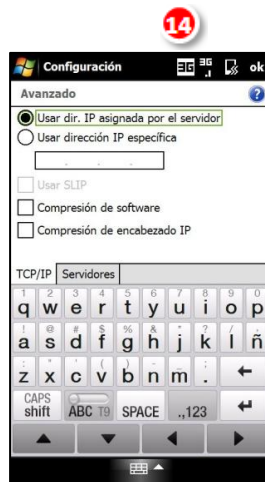 14
Configuración 3G 3G ok
Avanzado ?
Usar dir. IP asignada por el servidor
Usar dirección IP específica
. . .
Usar SLIP
Compresión de software
Compresión de encabezado IP
TCP/IP Servidores
1 2 3 4 5 6 7 8 9 0
q w e r t y u i o p
! @ # $ % & * ? / -
a s d f g h j k l ñ
( ) : ; "
z x c v b n m .
CAPS
shift ABC T9 SPACE .,123